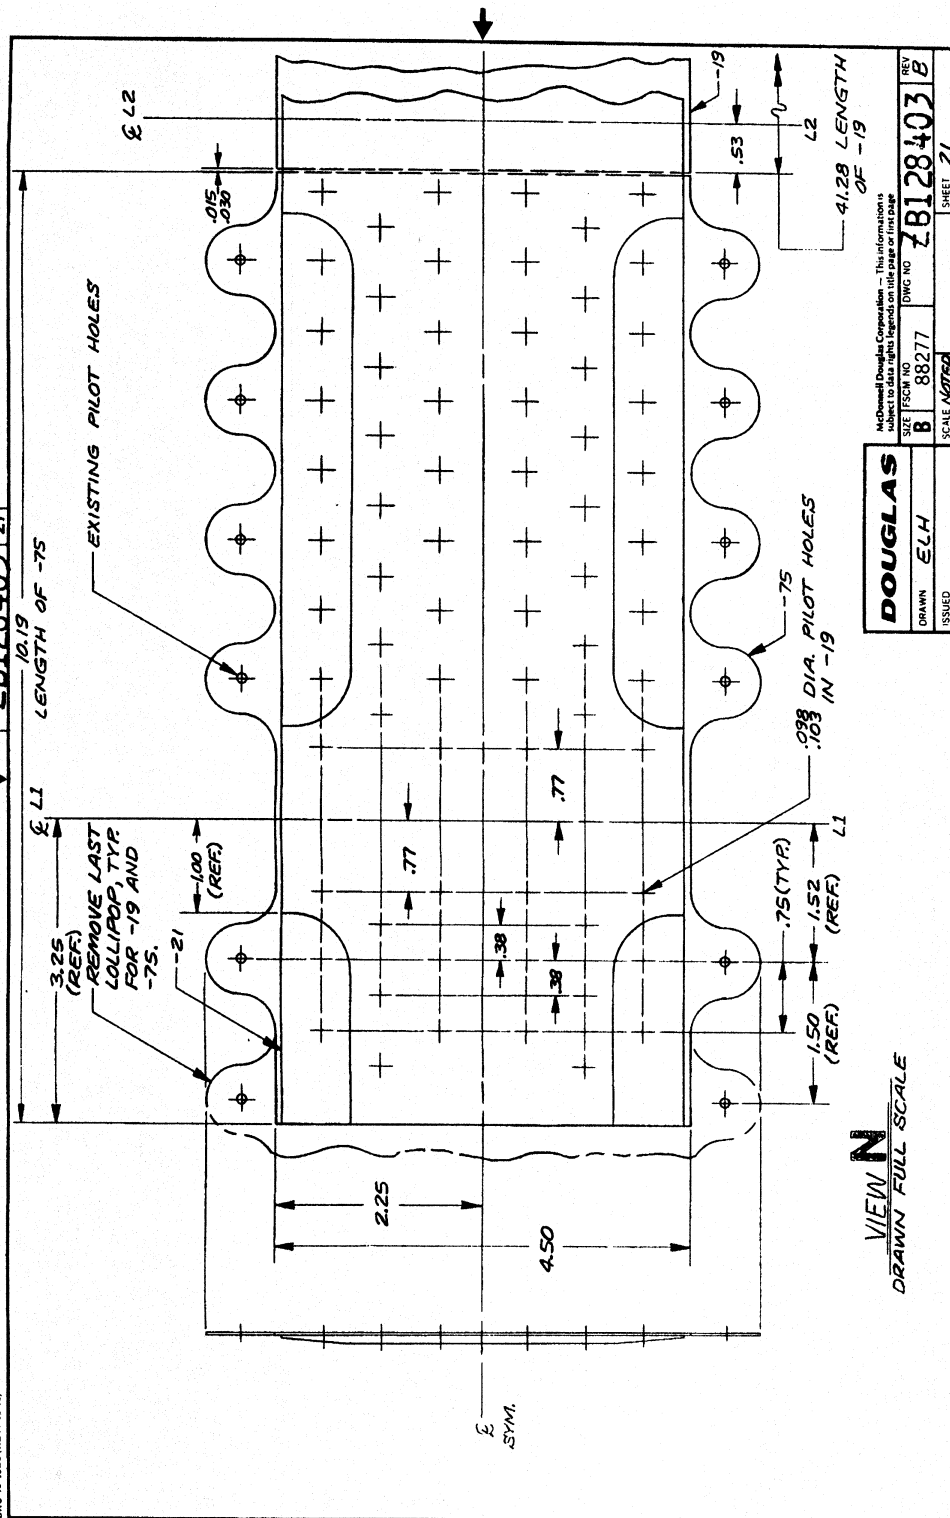 10.19
LENGTH OF -75
℄ L1
℄ L2
3.25
(REF.)
REMOVE LAST
LOLLIPOP, TYP.
FOR -19 AND
-75.
-21
1.00
(REF.)
EXISTING PILOT HOLES
.015
.030
-19
.53
L2
41.28 LENGTH
OF -19
.77
.77
.38
.38
2.25
4.50
℄
SYM.
L1
.75 (TYP.)
1.52
(REF.)
1.50
(REF.)
.098
.103 DIA. PILOT HOLES
IN -19
-75
VIEW N
DRAWN FULL SCALE
DOUGLAS
DRAWN ELH
ISSUED
McDonnell Douglas Corporation — This information is
subject to data rights legends on title page or first page
SIZE B
FSCM NO 88277
DWG NO ZB128403
REV B
SCALE NOTED
SHEET 21